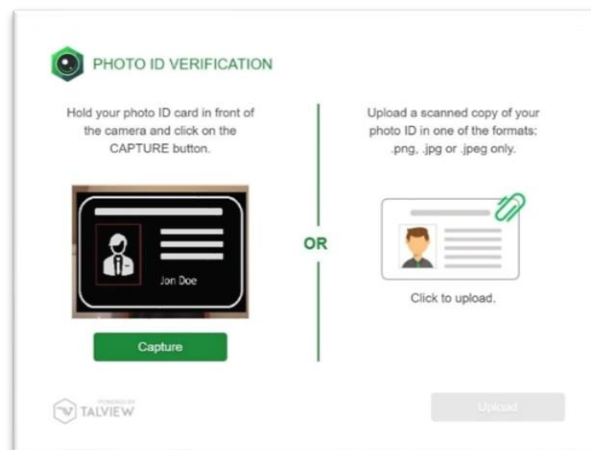 PHOTO ID VERIFICATION
Hold your photo ID card in front of
the camera and click on the
CAPTURE button.
Jon Doe
Capture
OR
Upload a scanned copy of your
photo ID in one of the formats:
.png, .jpg or .jpeg only.
Click to upload.
POWERED BY
TALVIEW
Upload